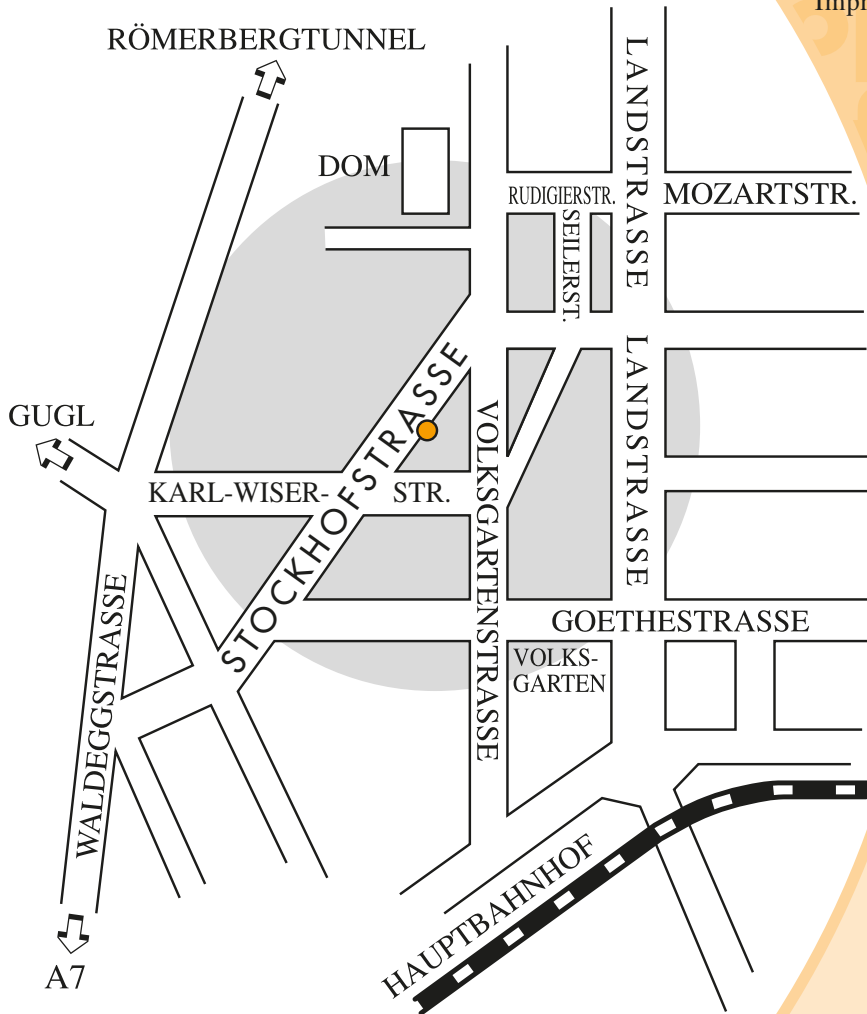 Impr
RÖMERBERGTUNNEL
LANDSTRASSE
DOM
RUDIGIERSTR.
MOZARTSTR.
SEILERST.
LANDSTRASSE
STOCKHOFSTRASSE
GUGL
VOLKSGARTENSTRASSE
KARL-WISER-
STR.
WALDEGGSTRASSE
GOETHESTRASSE
VOLKS-
GARTEN
HAUPTBAHNHOF
A7